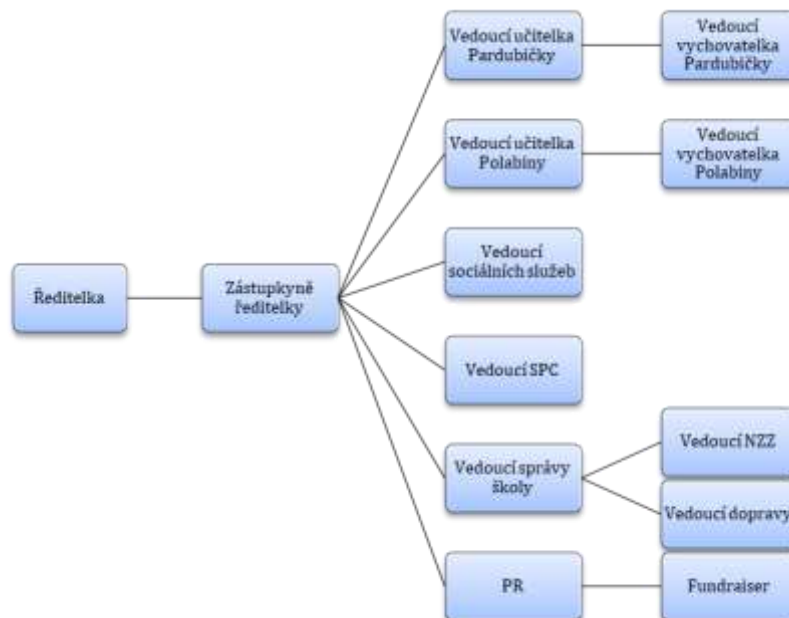 Vedoucí učitelka
Pardubičky
Vedoucí
vychovatelka
Pardubičky
Vedoucí učitelka
Polabiny
Vedoucí
vychovatelka
Polabiny
Vedoucí
sociálních služeb
Ředitelka
Zástupkyně
ředitelky
Vedoucí SPC
Vedoucí správy
školy
Vedoucí NZZ
Vedoucí dopravy
PR
Fundraiser